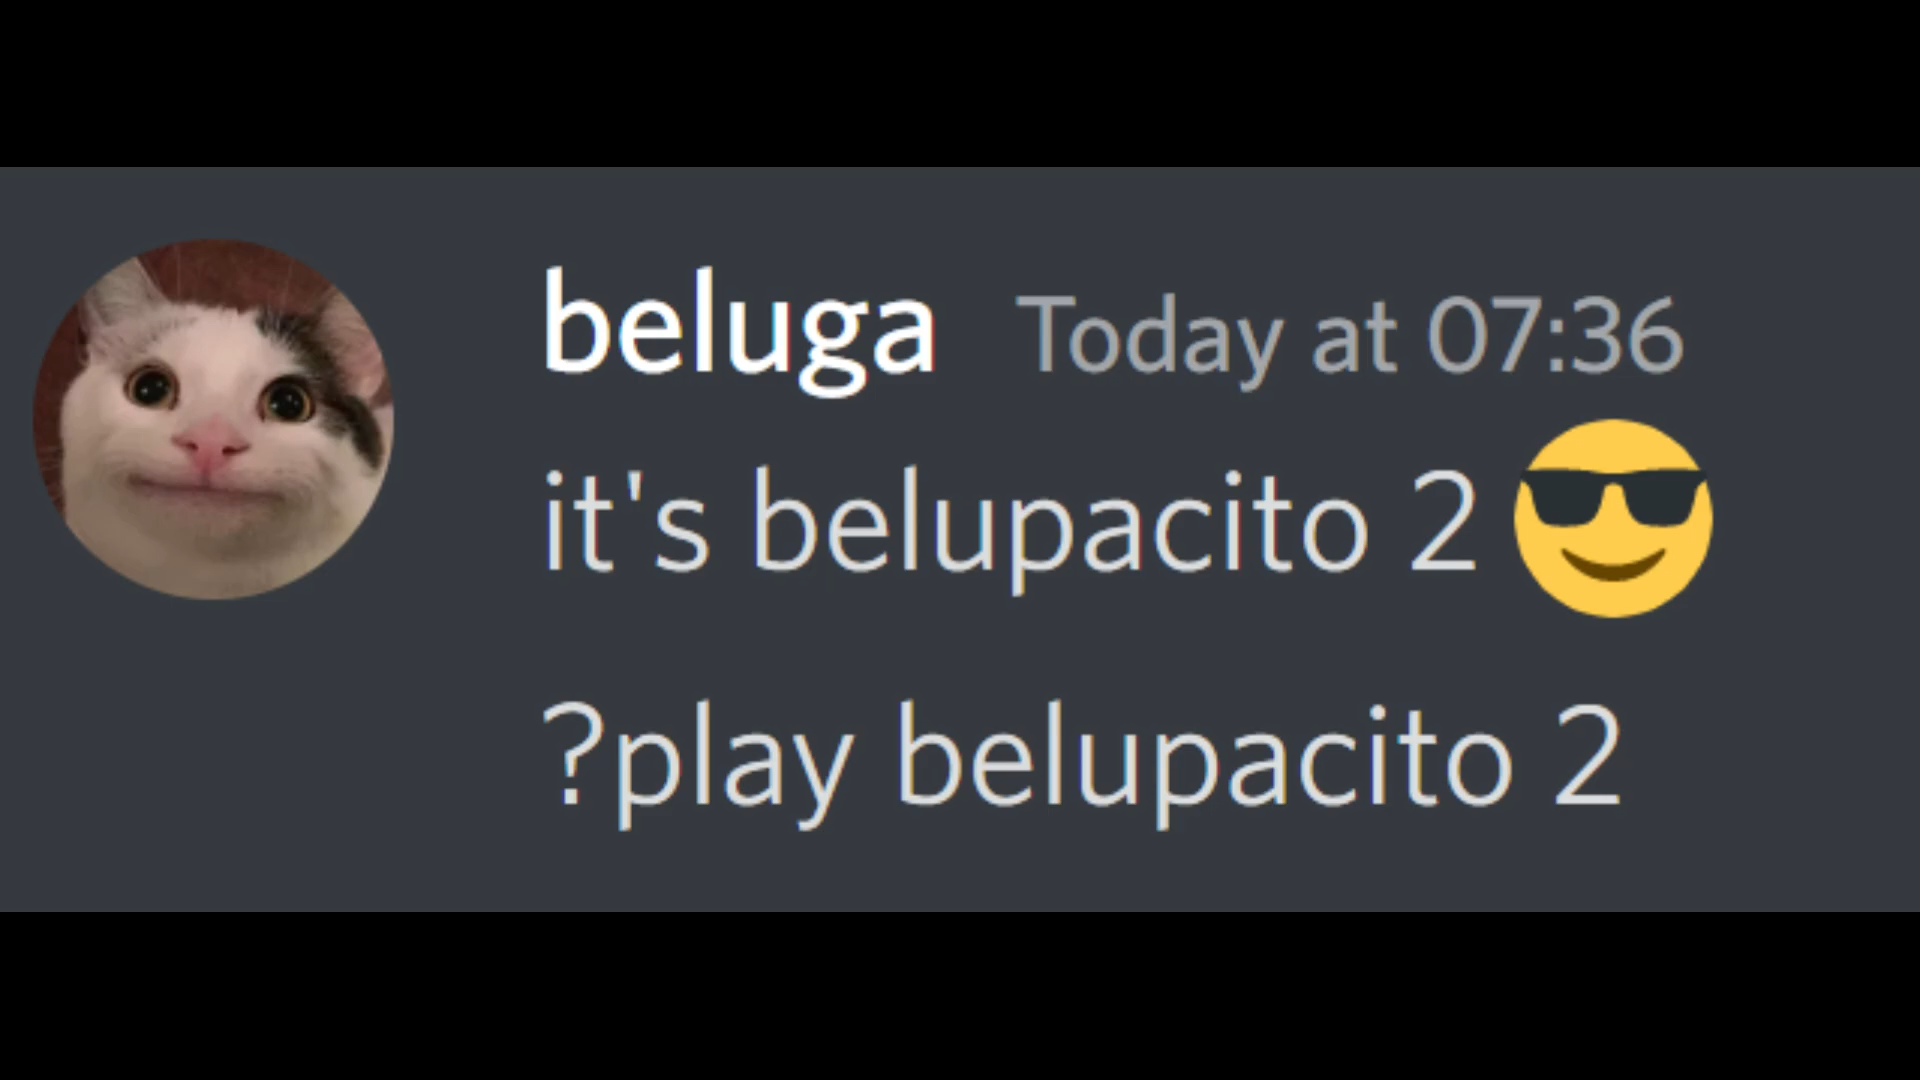 beluga Today at 07:36
it's belupacito 2 😎
?play belupacito 2